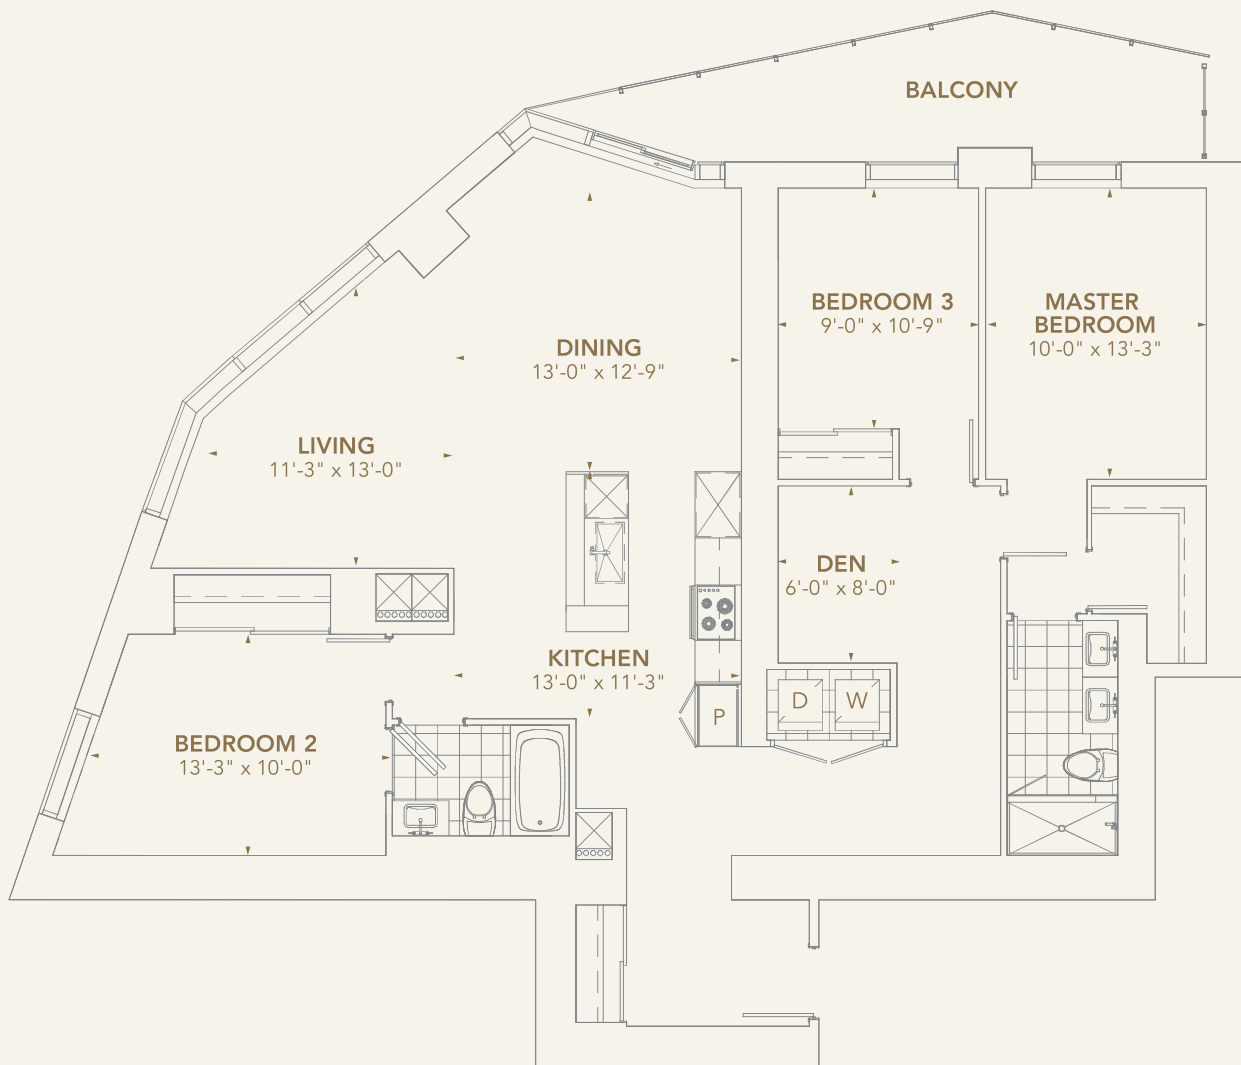 BALCONY
BEDROOM 3
9'-0" x 10'-9"
MASTER
BEDROOM
10'-0" x 13'-3"
DINING
13'-0" x 12'-9"
LIVING
11'-3" x 13'-0"
DEN
6'-0" x 8'-0"
KITCHEN
13'-0" x 11'-3"
P
D
W
BEDROOM 2
13'-3" x 10'-0"